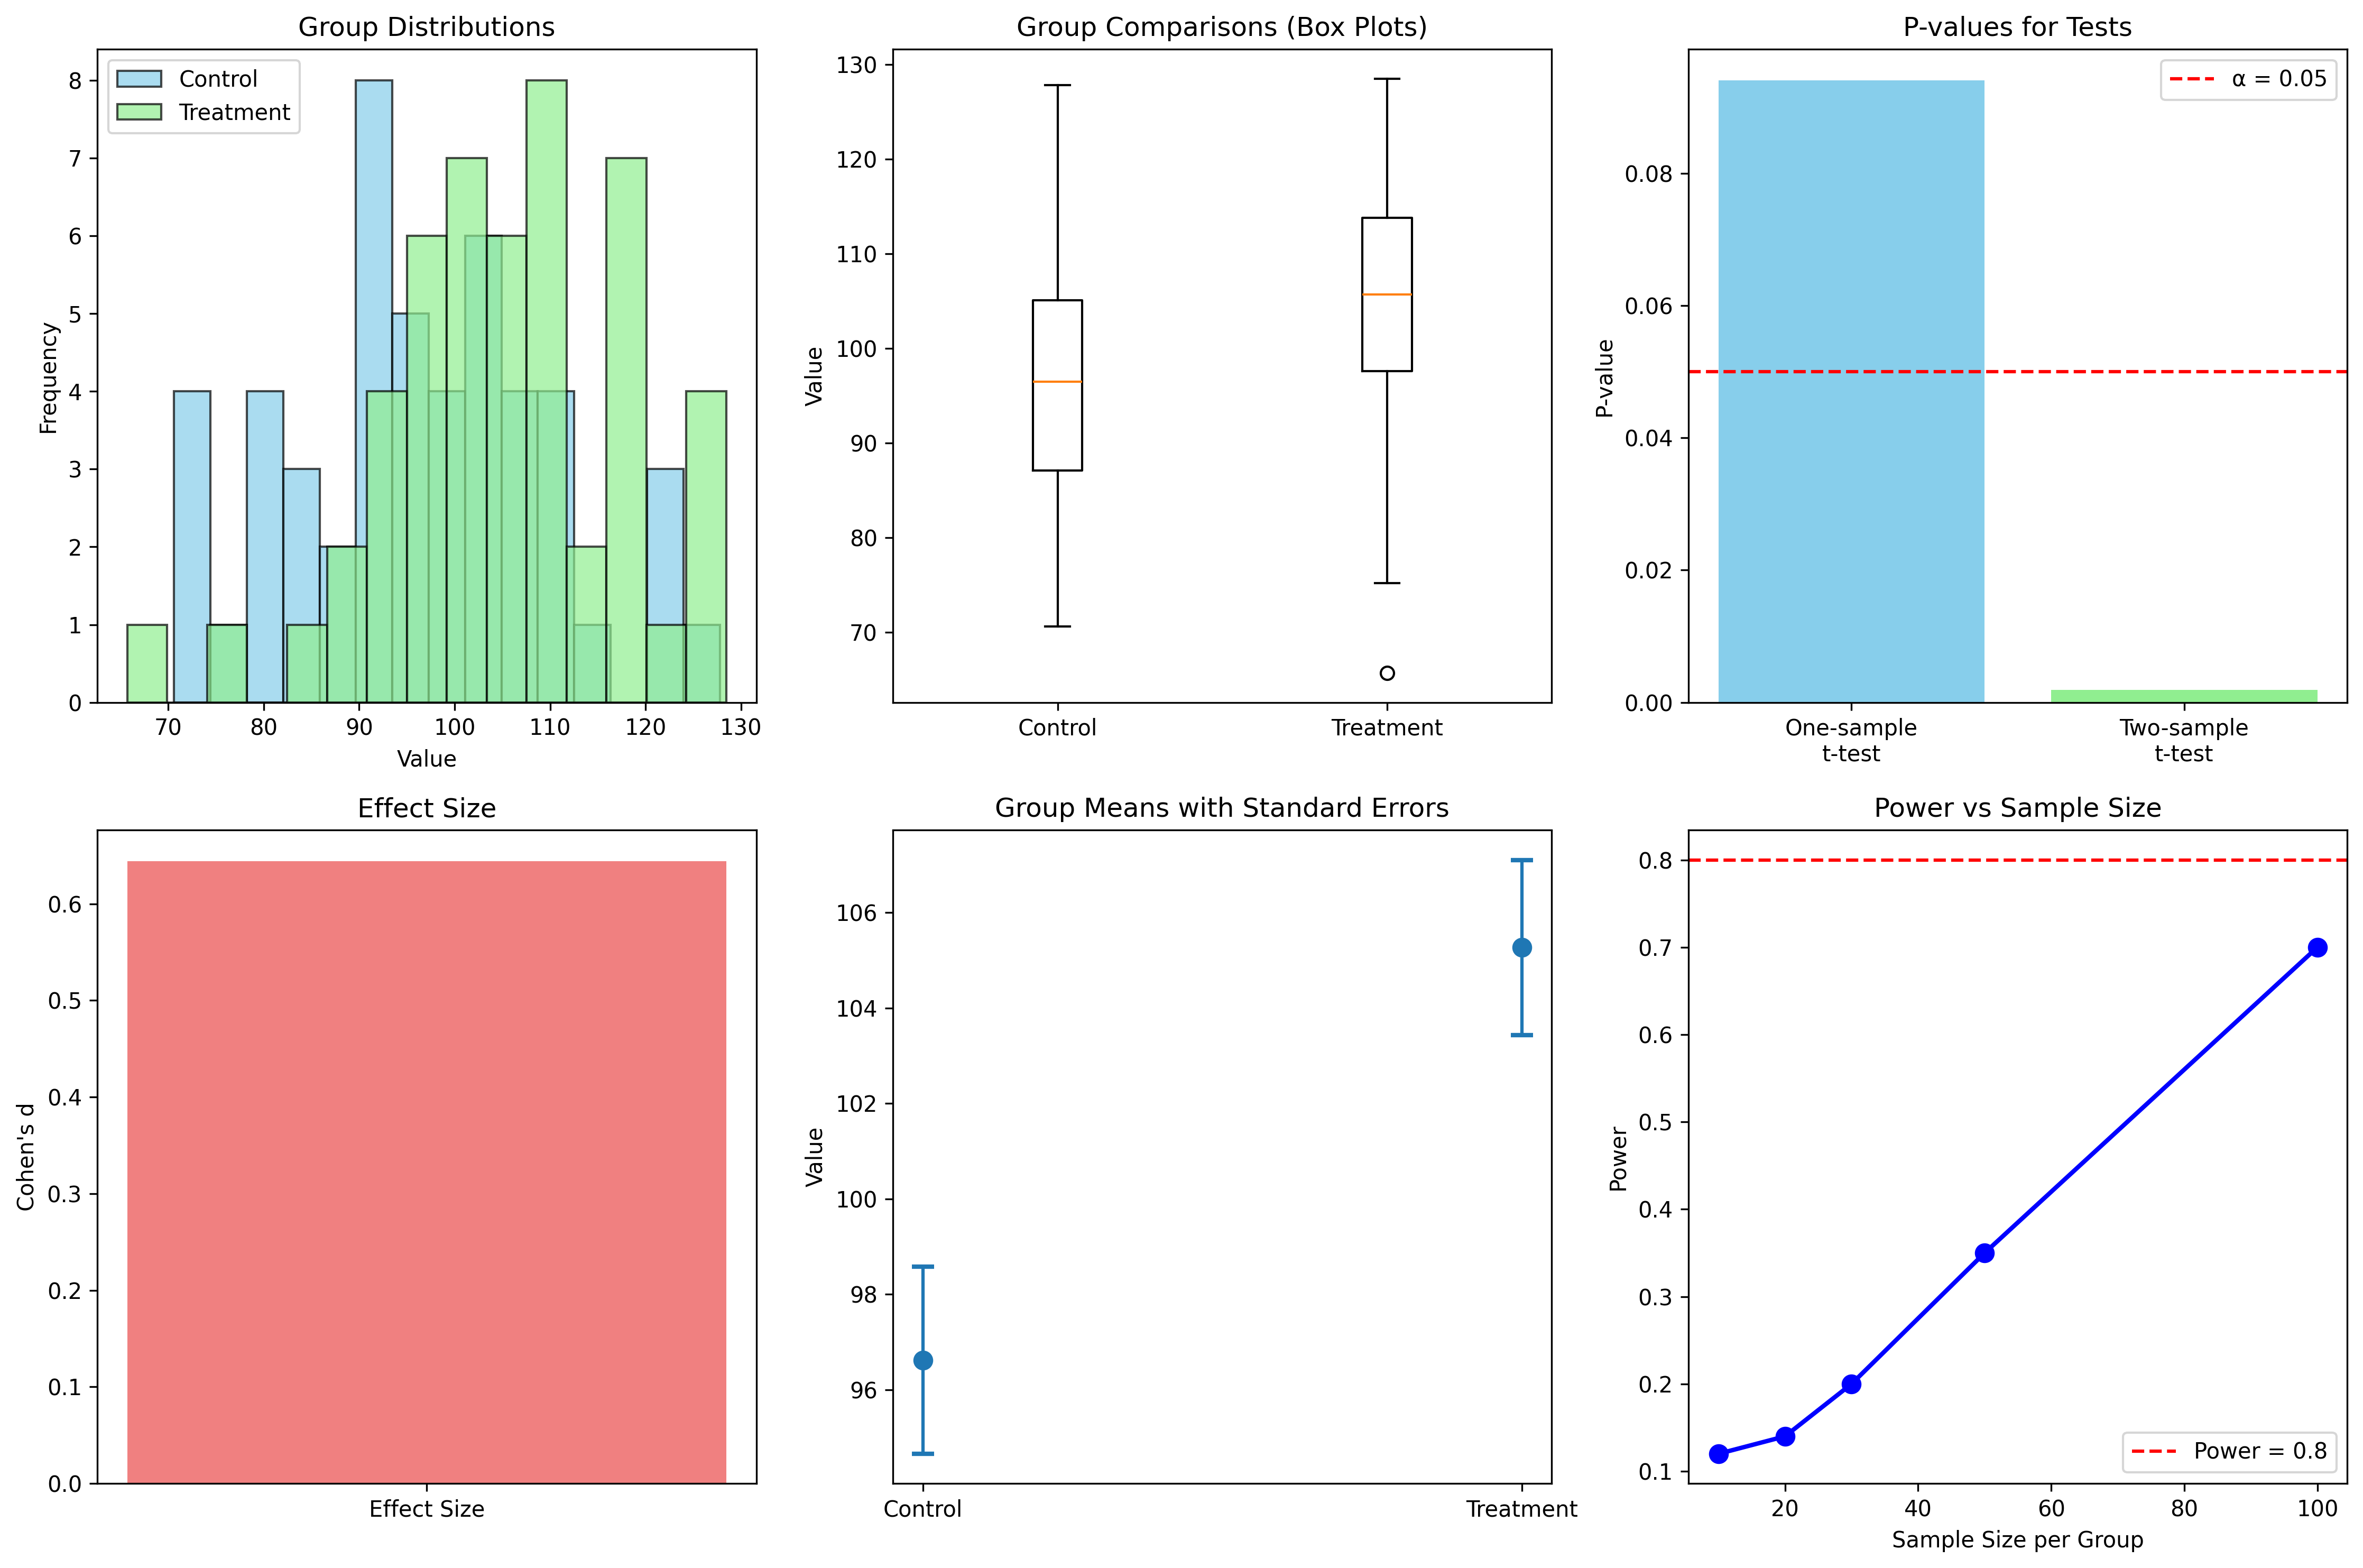 Group Distributions
Control
Treatment
8
7
6
5
4
3
2
1
0
Frequency
70 80 90 100 110 120 130
Value
Group Comparisons (Box Plots)
130
120
110
100
90
80
70
Value
Control Treatment
P-values for Tests
α = 0.05
0.08
0.06
0.04
0.02
0.00
P-value
One-sample
t-test
Two-sample
t-test
Effect Size
0.6
0.5
0.4
0.3
0.2
0.1
0.0
Cohen's d
Effect Size
Group Means with Standard Errors
106
104
102
100
98
96
Value
Control Treatment
Power vs Sample Size
0.8
0.7
0.6
0.5
0.4
0.3
0.2
0.1
Power
Power = 0.8
20 40 60 80 100
Sample Size per Group